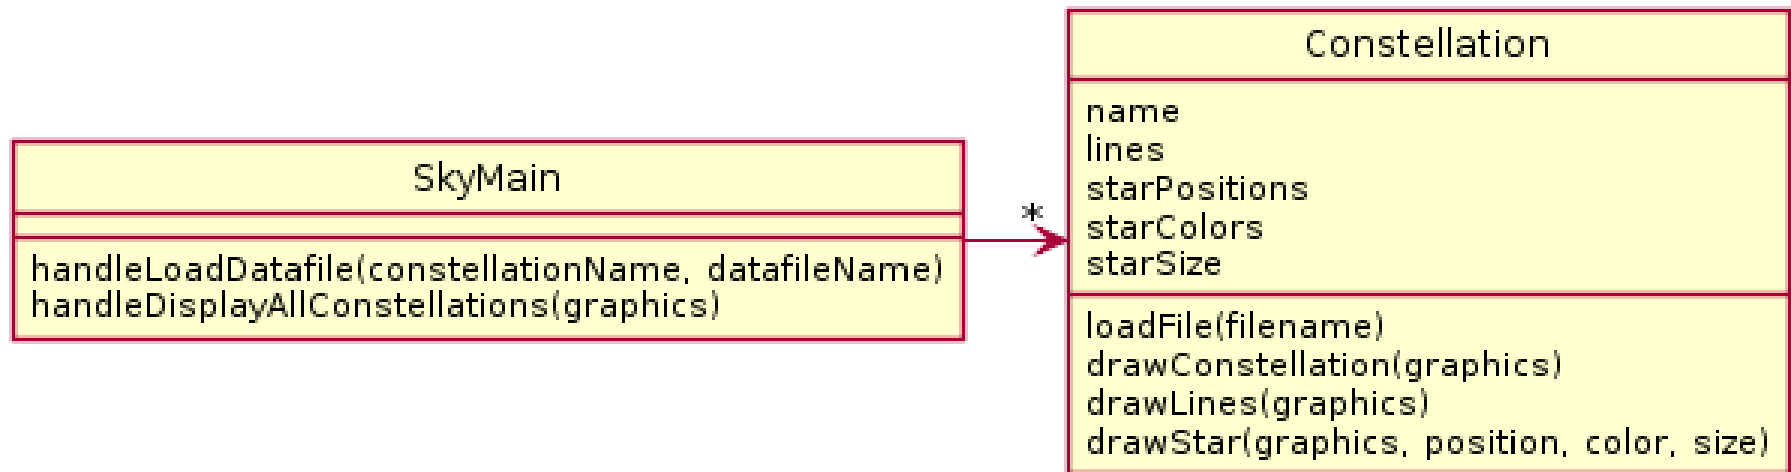 SkyMain
handleLoadDatafile(constellationName, datafileName)
handleDisplayAllConstellations(graphics)
*
Constellation
name
lines
starPositions
starColors
starSize
loadFile(filename)
drawConstellation(graphics)
drawLines(graphics)
drawStar(graphics, position, color, size)